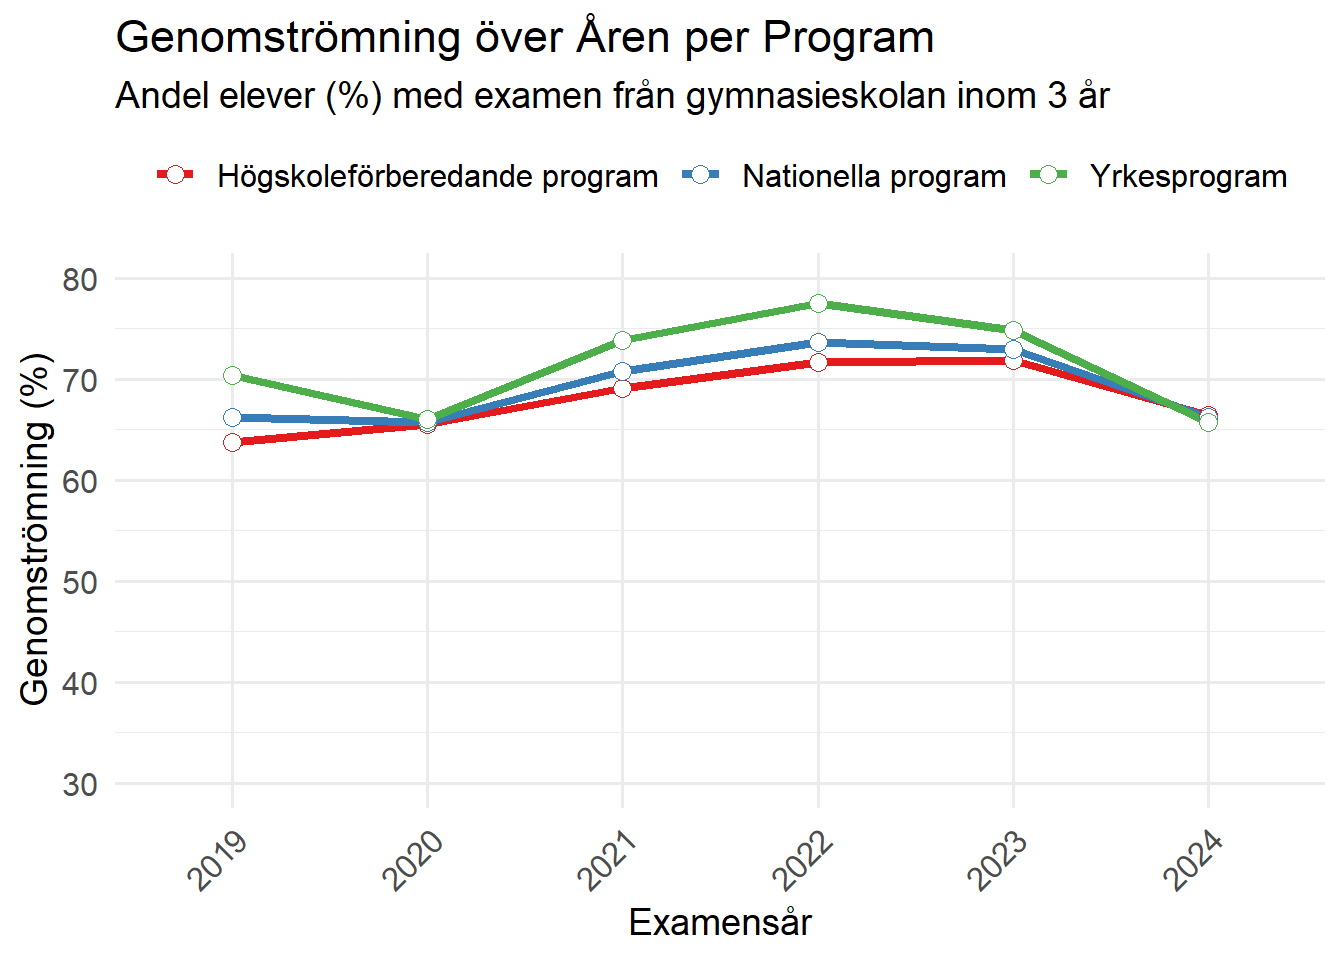 Genomströmning över Åren per Program
Andel elever (%) med examen från gymnasieskolan inom 3 år
Högskoleförberedande program Nationella program Yrkesprogram
Genomströmning (%)
80
70
60
50
40
30
2019 2020 2021 2022 2023 2024
Examensår